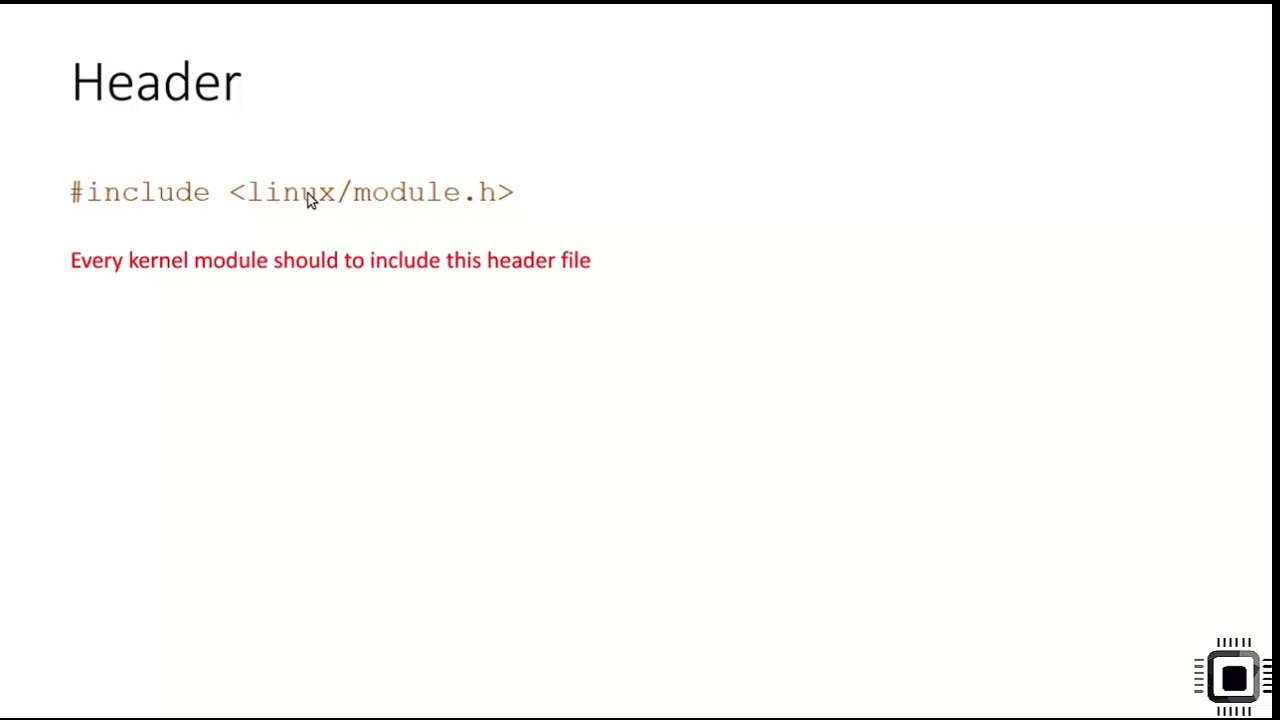 Header
#include <linux/module.h>
Every kernel module should to include this header file